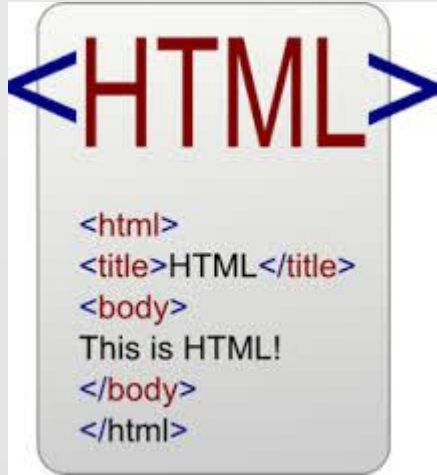 <HTML>
<html>
<title>HTML</title>
<body>
This is HTML!
</body>
</html>